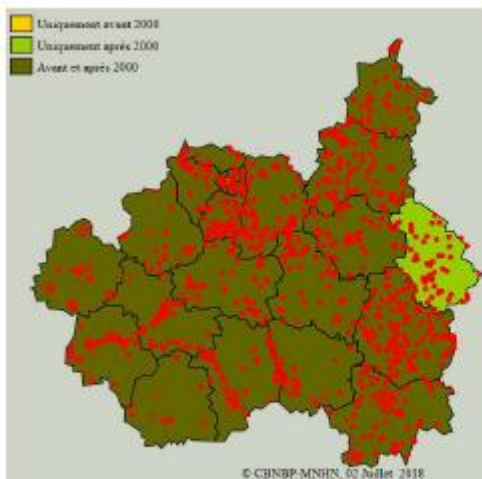 Uniquement avant 2000
Uniquement après 2000
Avant et après 2000
© CBNBP-MNHN, 02 Juillet 2018